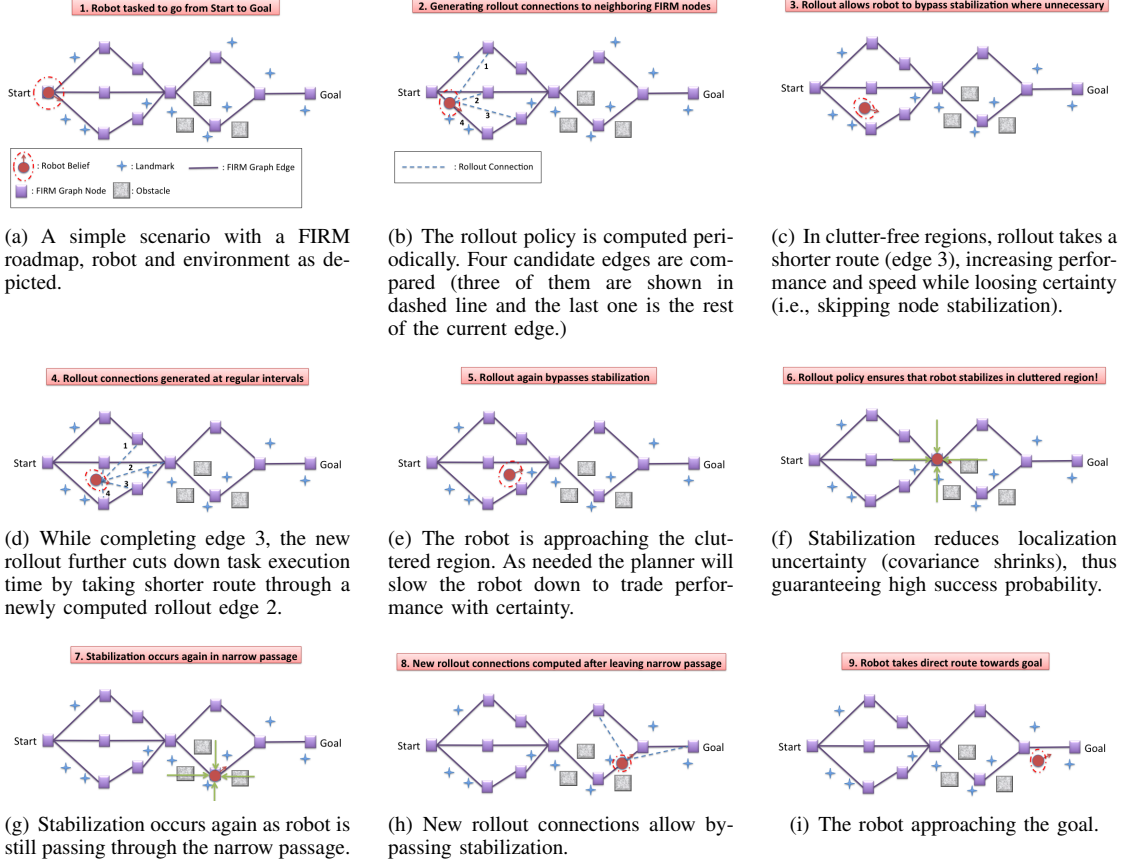 1. Robot tasked to go from Start to Goal
Start
Goal
: Robot Belief
: Landmark
: FIRM Graph Edge
: FIRM Graph Node
: Obstacle
(a) A simple scenario with a FIRM
roadmap, robot and environment as de-
picted.
2. Generating rollout connections to neighboring FIRM nodes
1
Start
2
3
4
Goal
: Rollout Connection
(b) The rollout policy is computed peri-
odically. Four candidate edges are com-
pared (three of them are shown in
dashed line and the last one is the rest
of the current edge.)
3. Rollout allows robot to bypass stabilization where unnecessary
Start
Goal
(c) In clutter-free regions, rollout takes a
shorter route (edge 3), increasing perfor-
mance and speed while loosing certainty
(i.e., skipping node stabilization).
4. Rollout connections generated at regular intervals
1
Start
2
3
4
Goal
(d) While completing edge 3, the new
rollout further cuts down task execution
time by taking shorter route through a
newly computed rollout edge 2.
5. Rollout again bypasses stabilization
Start
Goal
(e) The robot is approaching the clut-
tered region. As needed the planner will
slow the robot down to trade perfor-
mance with certainty.
6. Rollout policy ensures that robot stabilizes in cluttered region!
Start
Goal
(f) Stabilization reduces localization
uncertainty (covariance shrinks), thus
guaranteeing high success probability.
7. Stabilization occurs again in narrow passage
Start
Goal
(g) Stabilization occurs again as robot is
still passing through the narrow passage.
8. New rollout connections computed after leaving narrow passage
Start
Goal
(h) New rollout connections allow by-
passing stabilization.
9. Robot takes direct route towards goal
Start
Goal
(i) The robot approaching the goal.